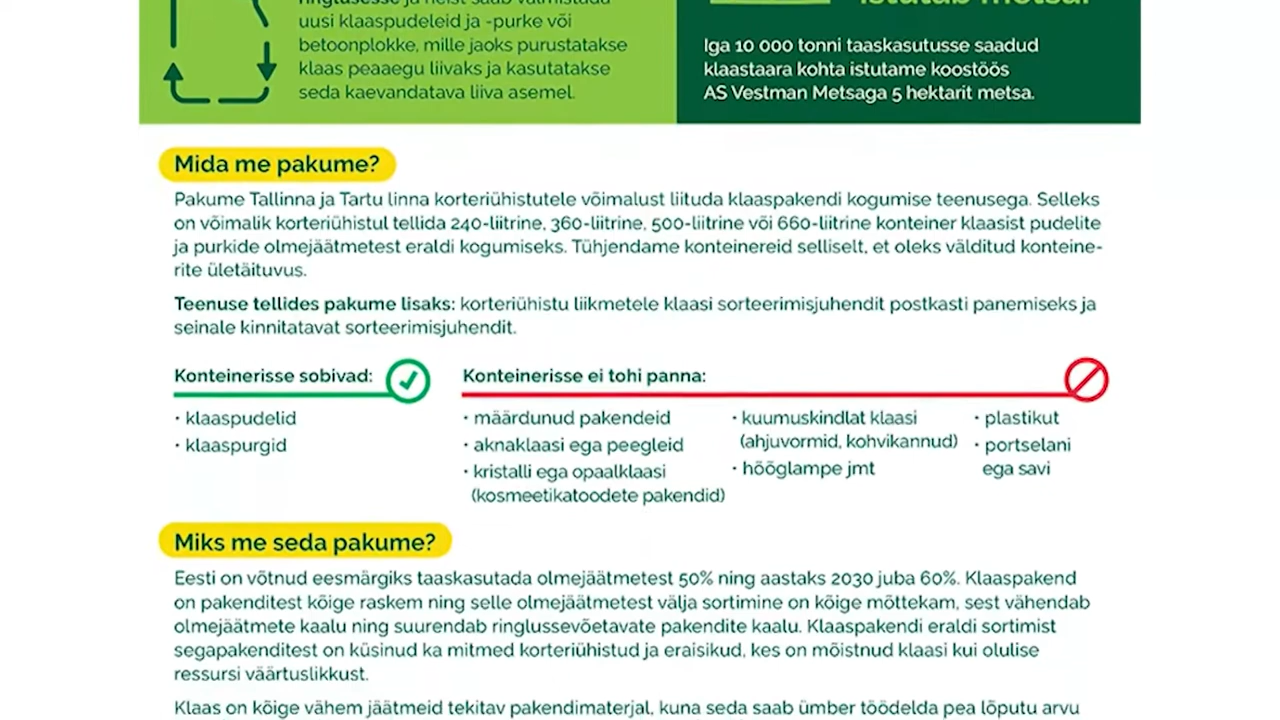 ringlusesse ja neist saab valmistada
uusi klaaspudeleid ja -purke või
betoonplokke, mille jaoks purustatakse
klaas peaaegu liivaks ja kasutatakse
seda kaevandatava liiva asemel.
istutab metsa!
Iga 10 000 tonni taaskasutusse saadud
klaastaara kohta istutame koostöös
AS Vestman Metsaga 5 hektarit metsa.
Mida me pakume?
Pakume Tallinna ja Tartu linna korteriühistutele võimalust liituda klaaspakendi kogumise teenusega. Selleks
on võimalik korteriühistul tellida 240-liitrine, 360-liitrine, 500-liitrine või 660-liitrine konteiner klaasist pudelite
ja purkide olmejäätmetest eraldi kogumiseks. Tühjendame konteinereid selliselt, et oleks välditud konteine-
rite ületäituvus.
Teenuse tellides pakume lisaks: korteriühistu liikmetele klaasi sorteerimisjuhendit postkasti panemiseks ja
seinale kinnitatavat sorteerimisjuhendit.
Konteinerisse sobivad:
• klaaspudelid
• klaaspurgid
Konteinerisse ei tohi panna:
• määrdunud pakendeid
• aknaklaasi ega peegleid
• kristalli ega opaalklaasi
(kosmeetikatoodete pakendid)
• kuumuskindlat klaasi
(ahjuvormid, kohvikannud)
• hõõglampe jmt
• plastikut
• portselani
ega savi
Miks me seda pakume?
Eesti on võtnud eesmärgiks taaskasutada olmejäätmetest 50% ning aastaks 2030 juba 60%. Klaaspakend
on pakenditest kõige raskem ning selle olmejäätmetest välja sortimine on kõige mõttekam, sest vähendab
olmejäätmete kaalu ning suurendab ringlussevõetavate pakendite kaalu. Klaaspakendi eraldi sortimist
segapakenditest on küsinud ka mitmed korteriühistud ja eraisikud, kes on mõistnud klaasi kui olulise
ressursi väärtuslikkust.
Klaas on kõige vähem jäätmeid tekitav pakendimaterjal, kuna seda saab ümber töödelda pea lõputu arvu